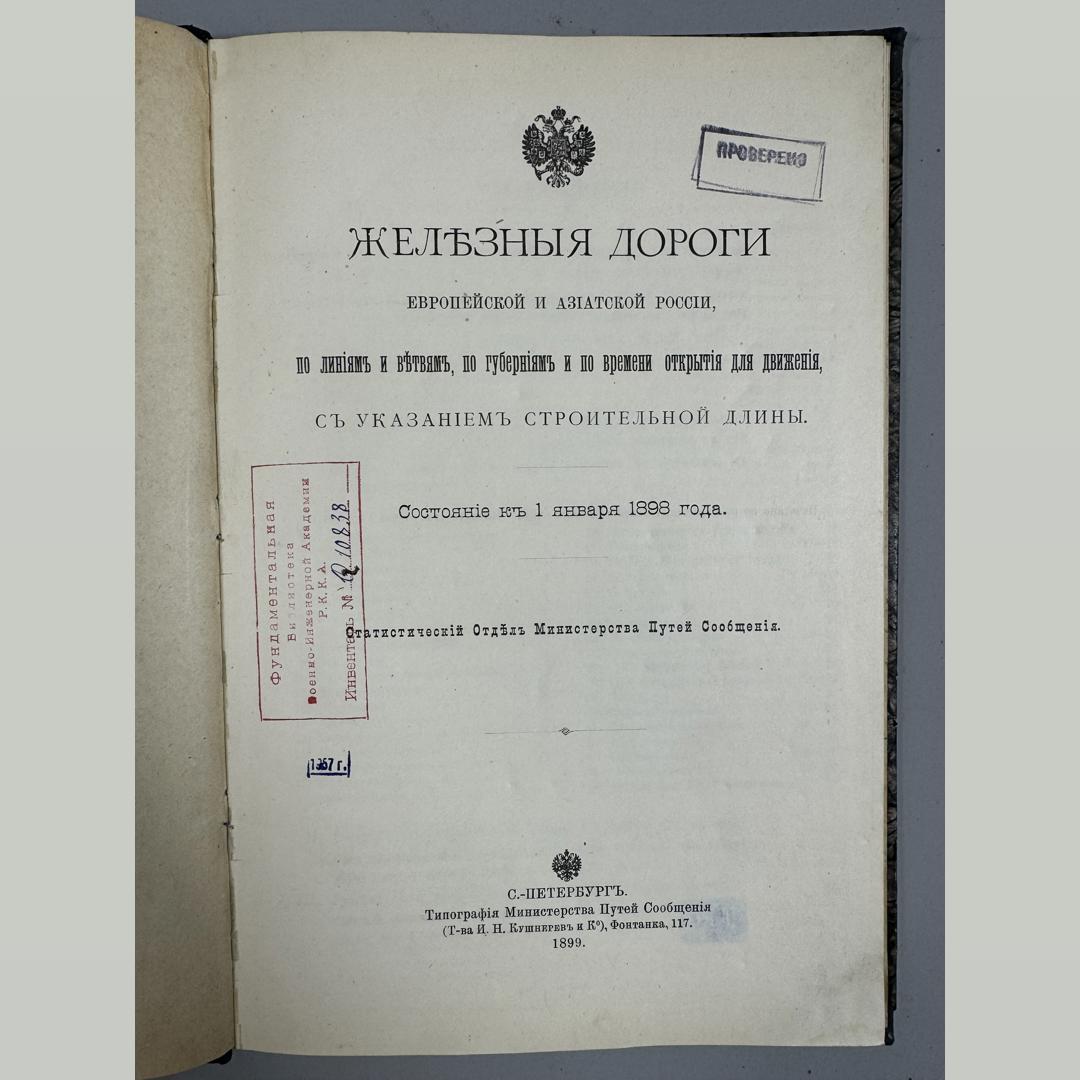 ПРОВЕРЕНО
ЖЕЛѢЗНЫЯ ДОРОГИ
ЕВРОПЕЙСКОЙ И АЗІАТСКОЙ РОССІИ,
по линіямъ и вѣтвямъ, по губерніямъ и по времени открытія для движенія,
СЪ УКАЗАНІЕМЪ СТРОИТЕЛЬНОЙ ДЛИНЫ.
Состояніе къ 1 января 1898 года.
Фундаментальная
Библиотека
Военно-Инженерной Академии
Р.К.К.А.
Инвентарь №
Статистическій Отдѣлъ Министерства Путей Сообщенія.
1957 г.
С.-ПЕТЕРБУРГЪ.
Типографія Министерства Путей Сообщенія
(Т-ва И. Н. Кушнеревъ и К°), Фонтанка, 117.
1899.